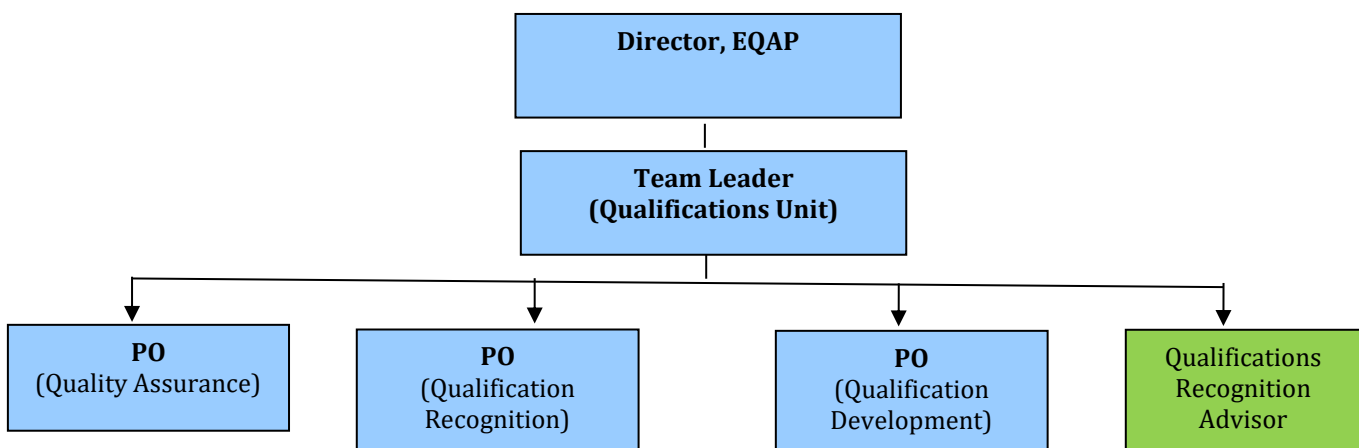 Director, EQAP
Team Leader
(Qualifications Unit)
PO
(Quality Assurance)
PO
(Qualification
Recognition)
PO
(Qualification
Development)
Qualifications
Recognition
Advisor